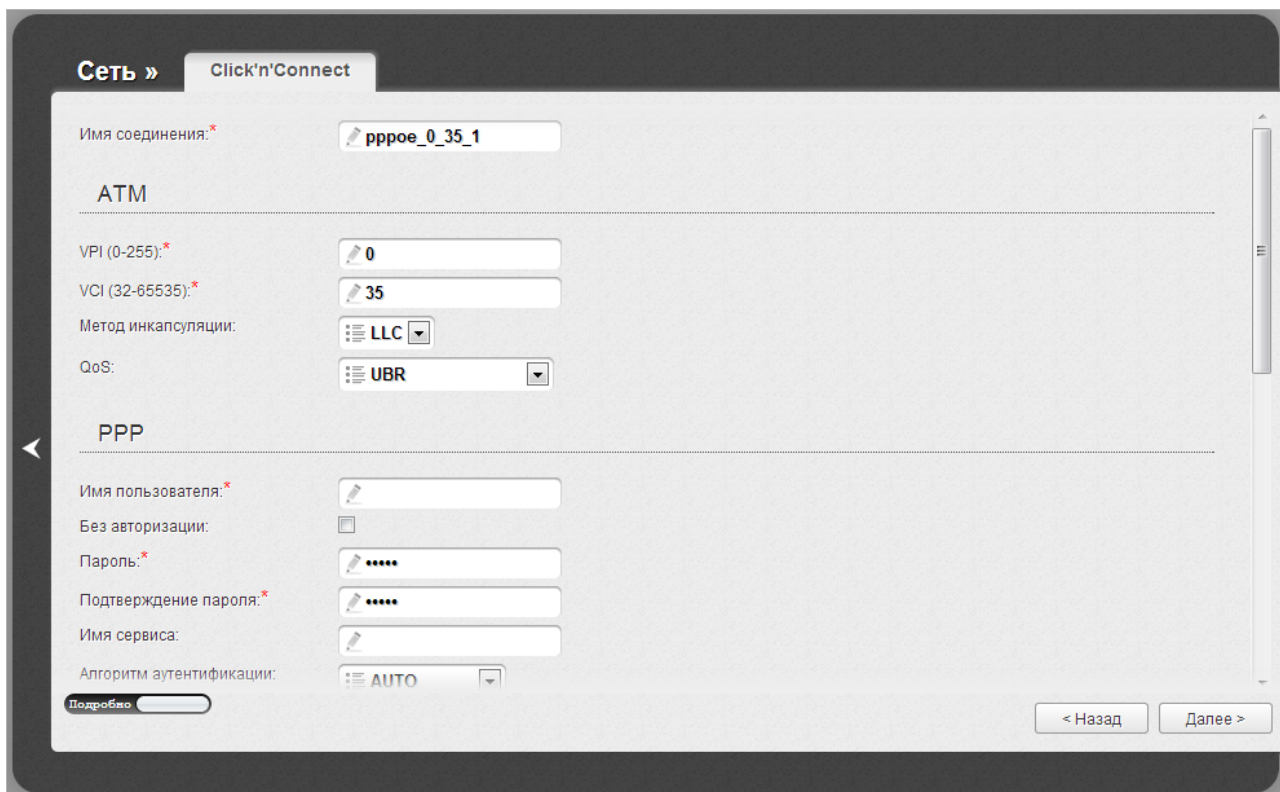 Сеть »
Click'n'Connect
Имя соединения:* pppoe_0_35_1
ATM
VPI (0-255):* 0
VCI (32-65535):* 35
Метод инкапсуляции: LLC
QoS: UBR
PPP
Имя пользователя:*
Без авторизации:
Пароль:* •••••
Подтверждение пароля:* •••••
Имя сервиса:
Алгоритм аутентификации: AUTO
Подробно
< Назад
Далее >